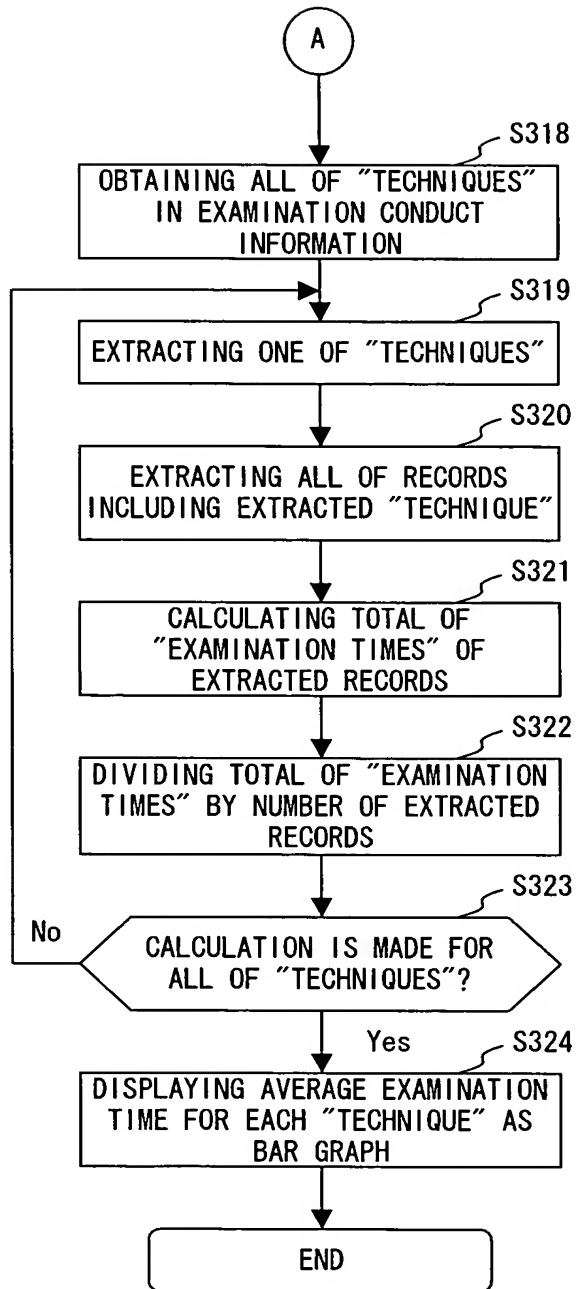 A
S318
OBTAINING ALL OF "TECHNIQUES"
IN EXAMINATION CONDUCT
INFORMATION
S319
EXTRACTING ONE OF "TECHNIQUES"
S320
EXTRACTING ALL OF RECORDS
INCLUDING EXTRACTED "TECHNIQUE"
S321
CALCULATING TOTAL OF
"EXAMINATION TIMES" OF
EXTRACTED RECORDS
S322
DIVIDING TOTAL OF "EXAMINATION
TIMES" BY NUMBER OF EXTRACTED
RECORDS
S323
No
CALCULATION IS MADE FOR
ALL OF "TECHNIQUES"?
Yes
S324
DISPLAYING AVERAGE EXAMINATION
TIME FOR EACH "TECHNIQUE" AS
BAR GRAPH
END